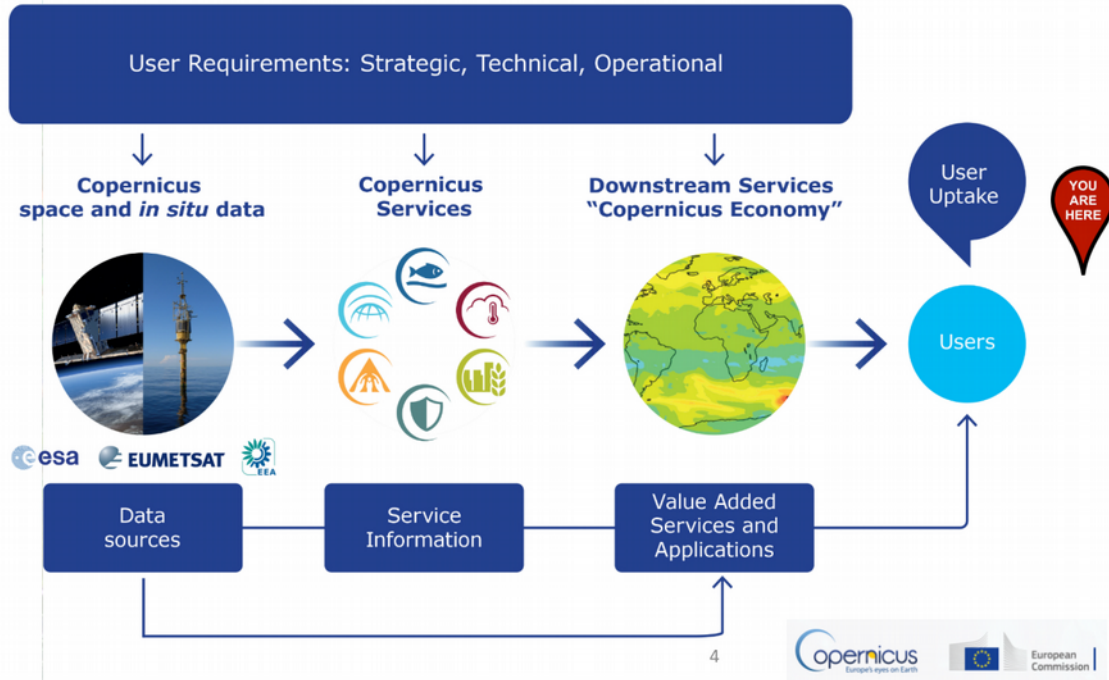 User Requirements: Strategic, Technical, Operational
Copernicus
space and in situ data
Copernicus
Services
Downstream Services
“Copernicus Economy”
User
Uptake
YOU
ARE
HERE
Users
esa
EUMETSAT
EEA
Data
sources
Service
Information
Value Added
Services and
Applications
4
opernicus
Europe's eyes on Earth
European
Commission